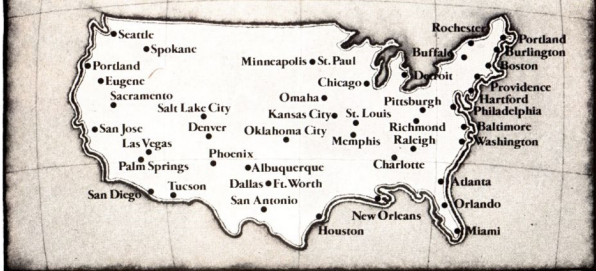 Seattle
Spokane
Portland
Eugene
Sacramento
San Jose
Las Vegas
Palm Springs
San Diego
Tucson
Salt Lake City
Denver
Phoenix
Albuquerque
Dallas Ft. Worth
San Antonio
Houston
Minneapolis St. Paul
Chicago
Omaha
Kansas City
St. Louis
Oklahoma City
Memphis
New Orleans
Rochester
Buffalo
Detroit
Pittsburgh
Richmond
Raleigh
Charlotte
Portland
Burlington
Boston
Providence
Hartford
Philadelphia
Baltimore
Washington
Atlanta
Orlando
Miami